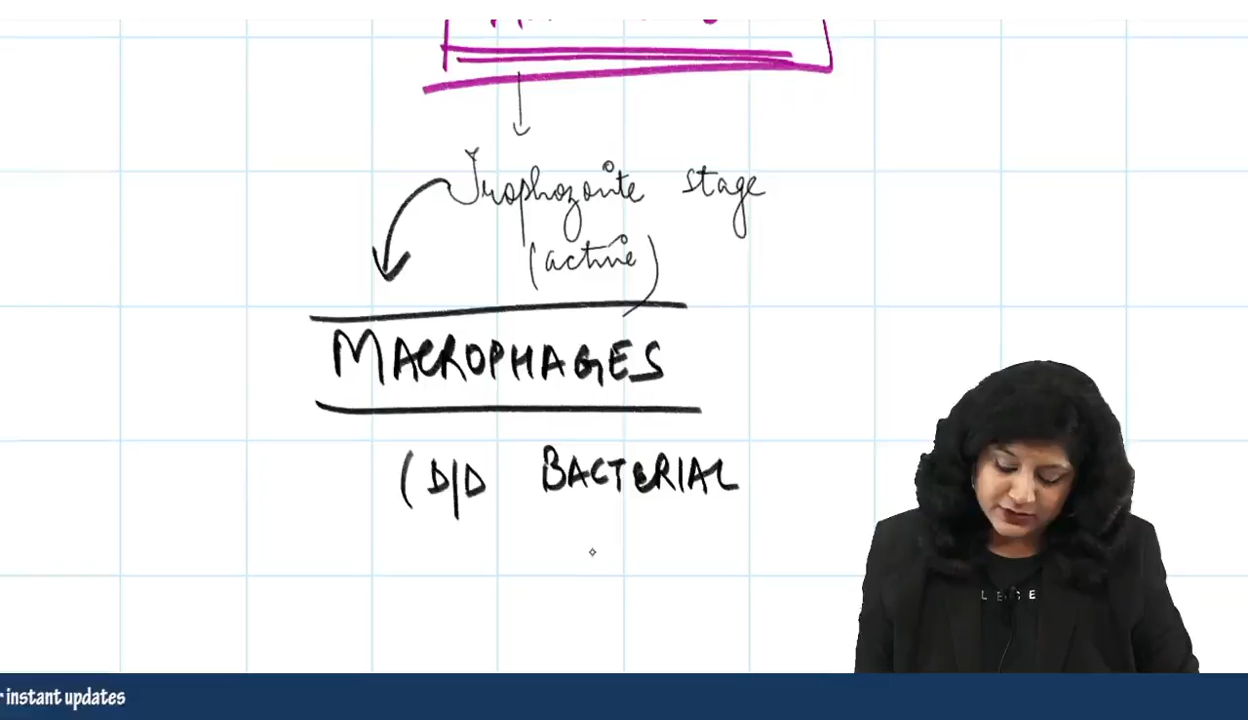 Trophozoite stage
(active)
MACROPHAGES
(D/D BACTERIAL
r instant updates